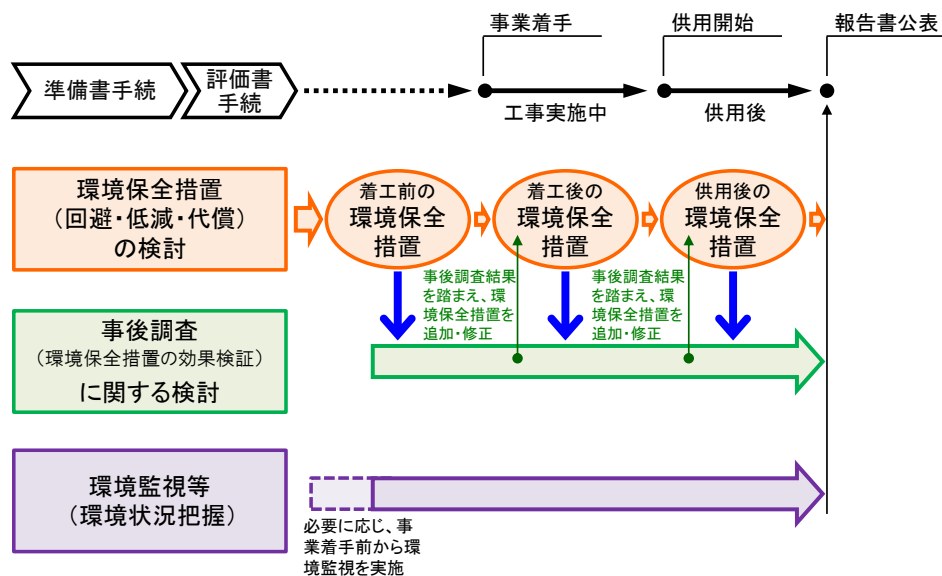 事業着手
供用開始
報告書公表
準備書手続
評価書
手続
工事実施中
供用後
環境保全措置
（回避・低減・代償）
の検討
着工前の
環境保全
措置
着工後の
環境保全
措置
供用後の
環境保全
措置
事後調査結果
を踏まえ、環
境保全措置を
追加・修正
事後調査結果
を踏まえ、環
境保全措置を
追加・修正
事後調査
（環境保全措置の効果検証）
に関する検討
環境監視等
（環境状況把握）
必要に応じ、事
業着手前から環
境監視を実施